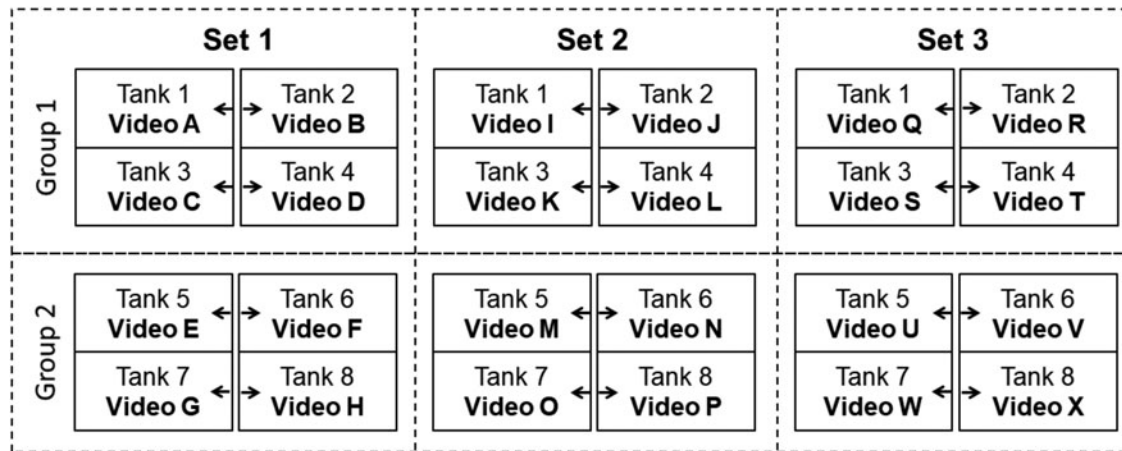 Set 1
Set 2
Set 3
Group 1
Tank 1
Video A
Tank 2
Video B
Tank 3
Video C
Tank 4
Video D
Tank 1
Video I
Tank 2
Video J
Tank 3
Video K
Tank 4
Video L
Tank 1
Video Q
Tank 2
Video R
Tank 3
Video S
Tank 4
Video T
Group 2
Tank 5
Video E
Tank 6
Video F
Tank 7
Video G
Tank 8
Video H
Tank 5
Video M
Tank 6
Video N
Tank 7
Video O
Tank 8
Video P
Tank 5
Video U
Tank 6
Video V
Tank 7
Video W
Tank 8
Video X